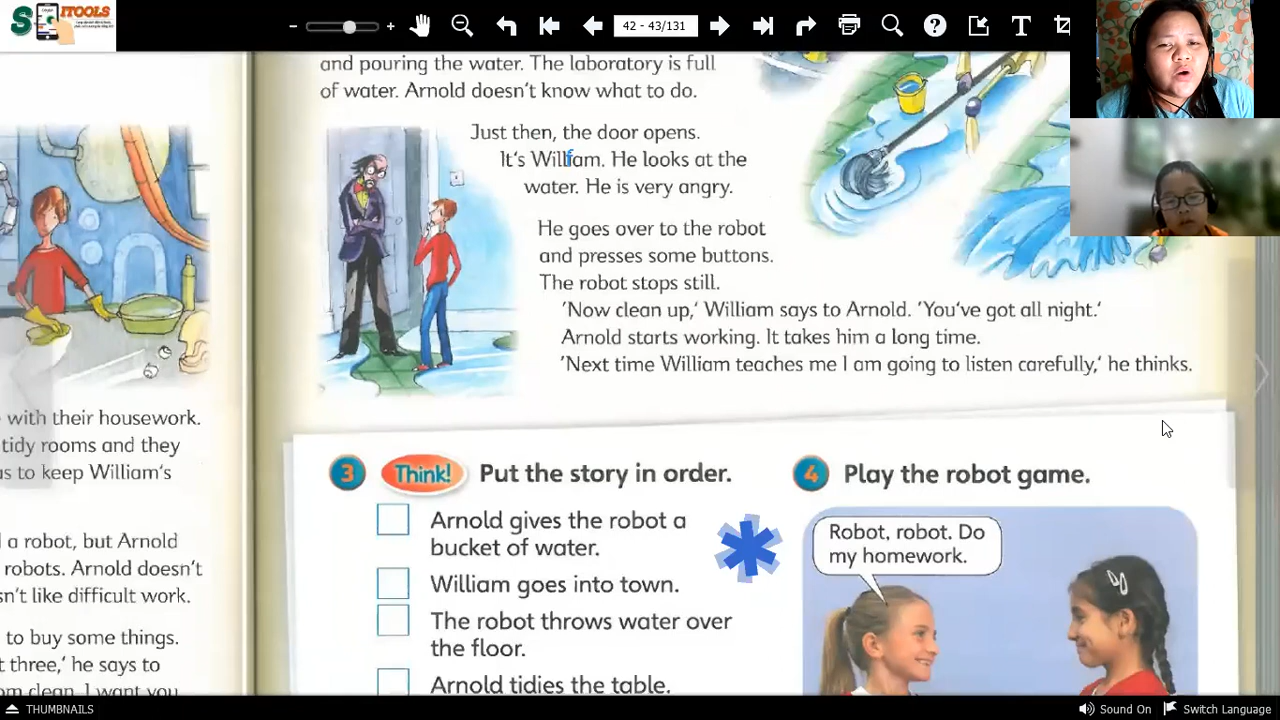 ITOOLS
42 - 43/131
and pouring the water. The laboratory is full
of water. Arnold doesn't know what to do.
Just then, the door opens.
It's William. He looks at the
water. He is very angry.
He goes over to the robot
and presses some buttons.
The robot stops still.
'Now clean up,' William says to Arnold. 'You've got all night.'
Arnold starts working. It takes him a long time.
'Next time William teaches me I am going to listen carefully,' he thinks.
with their housework.
tidy rooms and they
as to keep William's
a robot, but Arnold
robots. Arnold doesn't
sn't like difficult work.
to buy some things.
t three,' he says to
om clean. I want you
3 Think! Put the story in order.
Arnold gives the robot a
bucket of water.
William goes into town.
The robot throws water over
the floor.
Arnold tidies the table.
4 Play the robot game.
Robot, robot. Do
my homework.
THUMBNAILS
Sound On
Switch Language